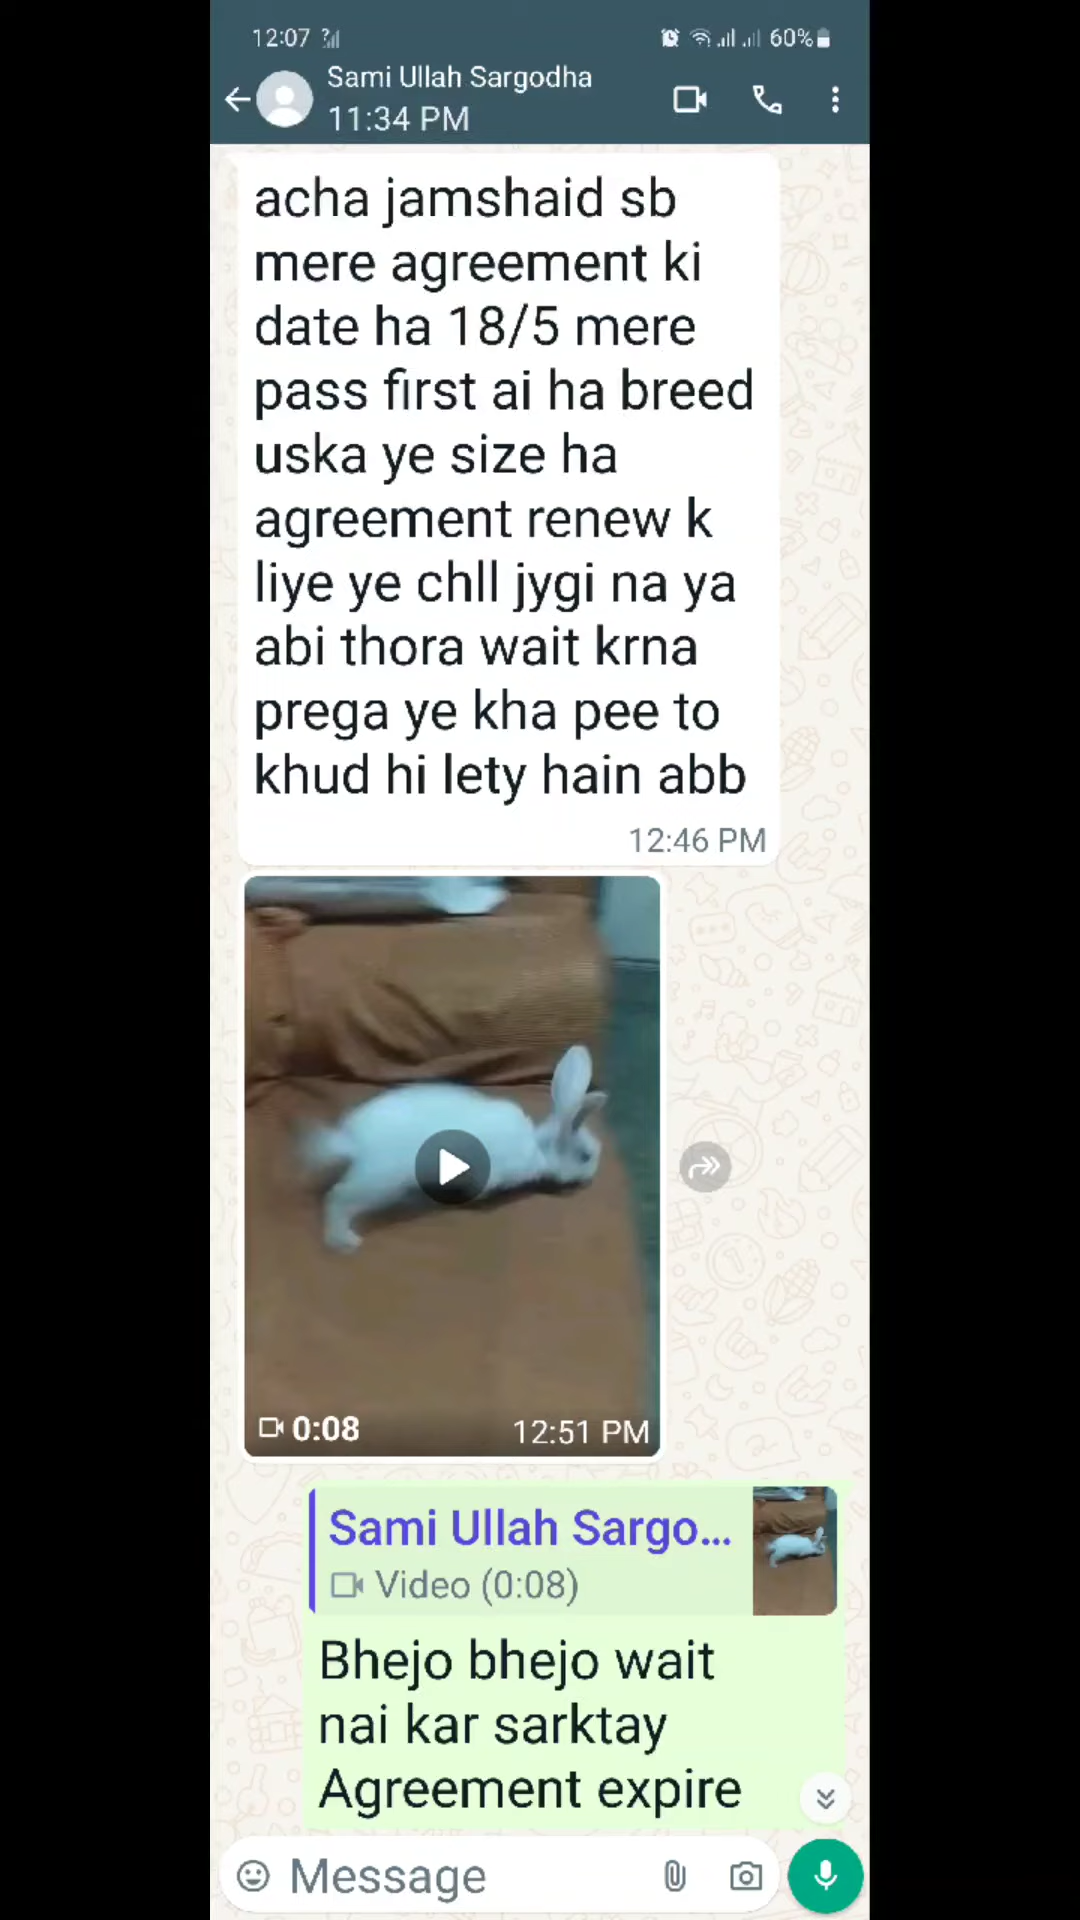 12:07
60%
Sami Ullah Sargodha
11:34 PM
acha jamshaid sb
mere agreement ki
date ha 18/5 mere
pass first ai ha breed
uska ye size ha
agreement renew k
liye ye chll jygi na ya
abi thora wait krna
prega ye kha pee to
khud hi lety hain abb
12:46 PM
0:08
12:51 PM
Sami Ullah Sargo...
Video (0:08)
Bhejo bhejo wait
nai kar sarktay
Agreement expire
Message